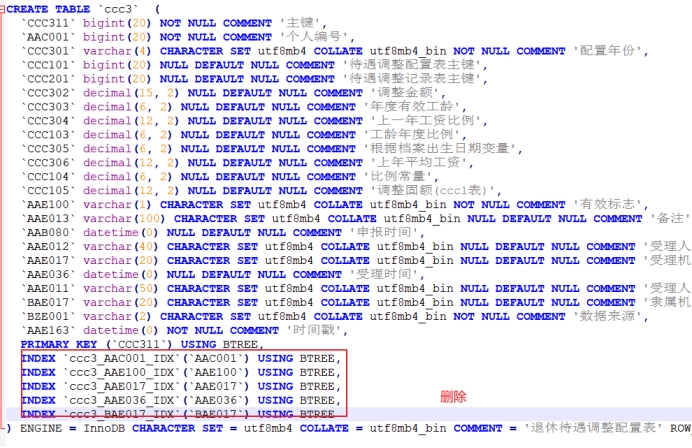 CREATE TABLE `ccc3`  (
`CCC311` bigint(20) NOT NULL COMMENT '主键',
`AAC001` bigint(20) NOT NULL COMMENT '个人编号',
`CCC301` varchar(4) CHARACTER SET utf8mb4 COLLATE utf8mb4_bin NOT NULL COMMENT '配置年份',
`CCC101` bigint(20) NULL DEFAULT NULL COMMENT '待遇调整配置表主键',
`CCC201` bigint(20) NULL DEFAULT NULL COMMENT '待遇调整记录表主键',
`CCC302` decimal(15, 2) NULL DEFAULT NULL COMMENT '调整金额',
`CCC303` decimal(6, 2) NULL DEFAULT NULL COMMENT '年度有效工龄',
`CCC304` decimal(12, 2) NULL DEFAULT NULL COMMENT '上一年工资比例',
`CCC103` decimal(6, 2) NULL DEFAULT NULL COMMENT '工龄年度比例',
`CCC305` decimal(6, 2) NULL DEFAULT NULL COMMENT '根据档案出生日期变量',
`CCC306` decimal(12, 2) NULL DEFAULT NULL COMMENT '上年平均工资',
`CCC104` decimal(6, 2) NULL DEFAULT NULL COMMENT '比例常量',
`CCC105` decimal(12, 2) NULL DEFAULT NULL COMMENT '调整固额(ccc1表)',
`AAE100` varchar(1) CHARACTER SET utf8mb4 COLLATE utf8mb4_bin NOT NULL COMMENT '有效标志',
`AAE013` varchar(100) CHARACTER SET utf8mb4 COLLATE utf8mb4_bin NULL DEFAULT NULL COMMENT '备注'
`AAB080` datetime(0) NULL DEFAULT NULL COMMENT '申报时间',
`AAE012` varchar(40) CHARACTER SET utf8mb4 COLLATE utf8mb4_bin NULL DEFAULT NULL COMMENT '受理人
`AAE017` varchar(20) CHARACTER SET utf8mb4 COLLATE utf8mb4_bin NULL DEFAULT NULL COMMENT '受理机
`AAE036` datetime(0) NULL DEFAULT NULL COMMENT '受理时间',
`AAE011` varchar(50) CHARACTER SET utf8mb4 COLLATE utf8mb4_bin NULL DEFAULT NULL COMMENT '受理人
`BAE017` varchar(20) CHARACTER SET utf8mb4 COLLATE utf8mb4_bin NULL DEFAULT NULL COMMENT '隶属机
`BZE001` varchar(2) CHARACTER SET utf8mb4 COLLATE utf8mb4_bin NOT NULL COMMENT '数据来源',
`AAE163` datetime(0) NOT NULL COMMENT '时间戳',
PRIMARY KEY (`CCC311`) USING BTREE,
INDEX `ccc3_AAC001_IDX`(`AAC001`) USING BTREE,
INDEX `ccc3_AAE100_IDX`(`AAE100`) USING BTREE,
INDEX `ccc3_AAE017_IDX`(`AAE017`) USING BTREE,
INDEX `ccc3_AAE036_IDX`(`AAE036`) USING BTREE,
INDEX `ccc3_BAE017_IDX`(`BAE017`) USING BTREE
删除
) ENGINE = InnoDB CHARACTER SET = utf8mb4 COLLATE = utf8mb4_bin COMMENT = '退休待遇调整配置表' ROW